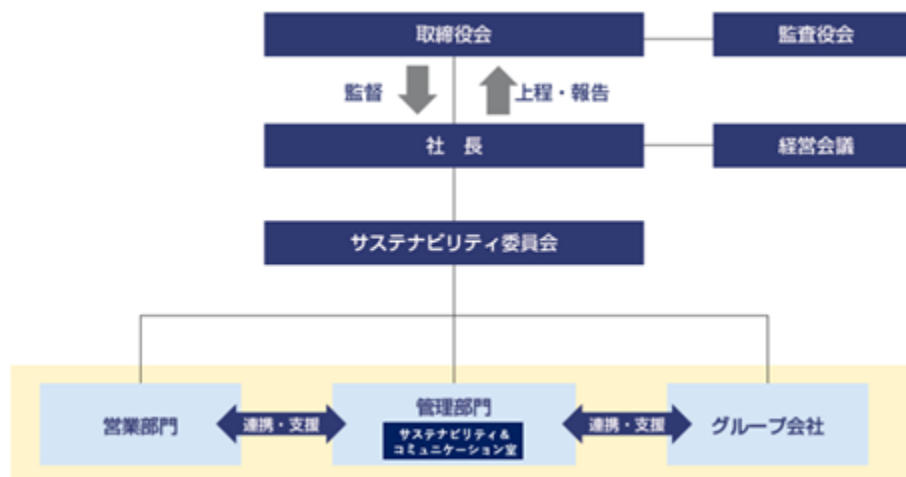 取締役会
監査役会
監督
上程・報告
社　長
経営会議
サステナビリティ委員会
営業部門
連携・支援
管理部門
サステナビリティ＆
コミュニケーション室
連携・支援
グループ会社